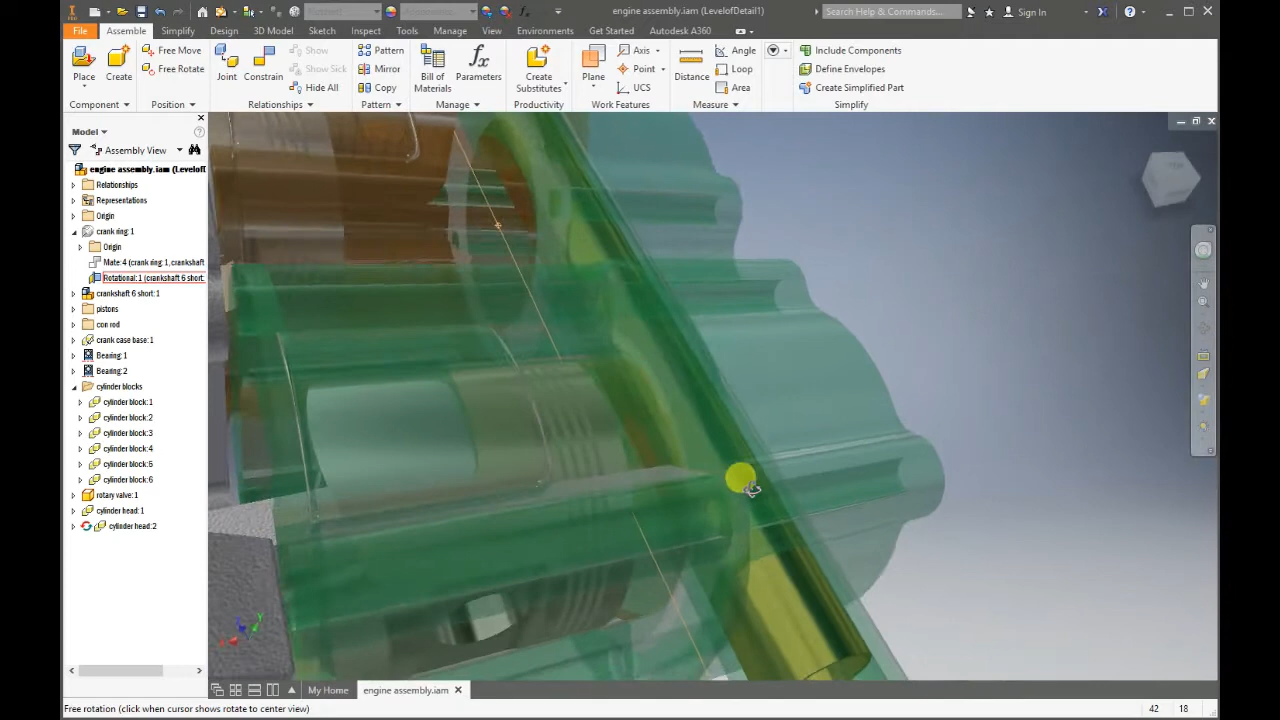 engine assembly.iam (LevelofDetail1)
Search Help & Commands...
Sign In
File
Assemble
Simplify
Design
3D Model
Sketch
Inspect
Tools
Manage
View
Environments
Get Started
Autodesk A360
Place
Create
Free Move
Free Rotate
Component
Position
Joint
Constrain
Show
Show Sick
Hide All
Relationships
Pattern
Mirror
Copy
Pattern
Bill of
Materials
Parameters
Manage
Create
Substitutes
Productivity
Plane
Axis
Point
UCS
Work Features
Distance
Angle
Loop
Area
Measure
Include Components
Define Envelopes
Create Simplified Part
Simplify
Model
Assembly View
engine assembly.iam (LevelofD
Relationships
Representations
Origin
crank ring:1
Origin
Mate:4 (crank ring:1, crankshaft
Rotational:1 (crankshaft 6 short:
crankshaft 6 short:1
pistons
con rod
crank case base:1
Bearing:1
Bearing:2
cylinder blocks
cylinder block:1
cylinder block:2
cylinder block:3
cylinder block:4
cylinder block:5
cylinder block:6
rotary valve:1
cylinder head:1
cylinder head:2
My Home
engine assembly.iam
Free rotation (click when cursor shows rotate to center view)
42
18